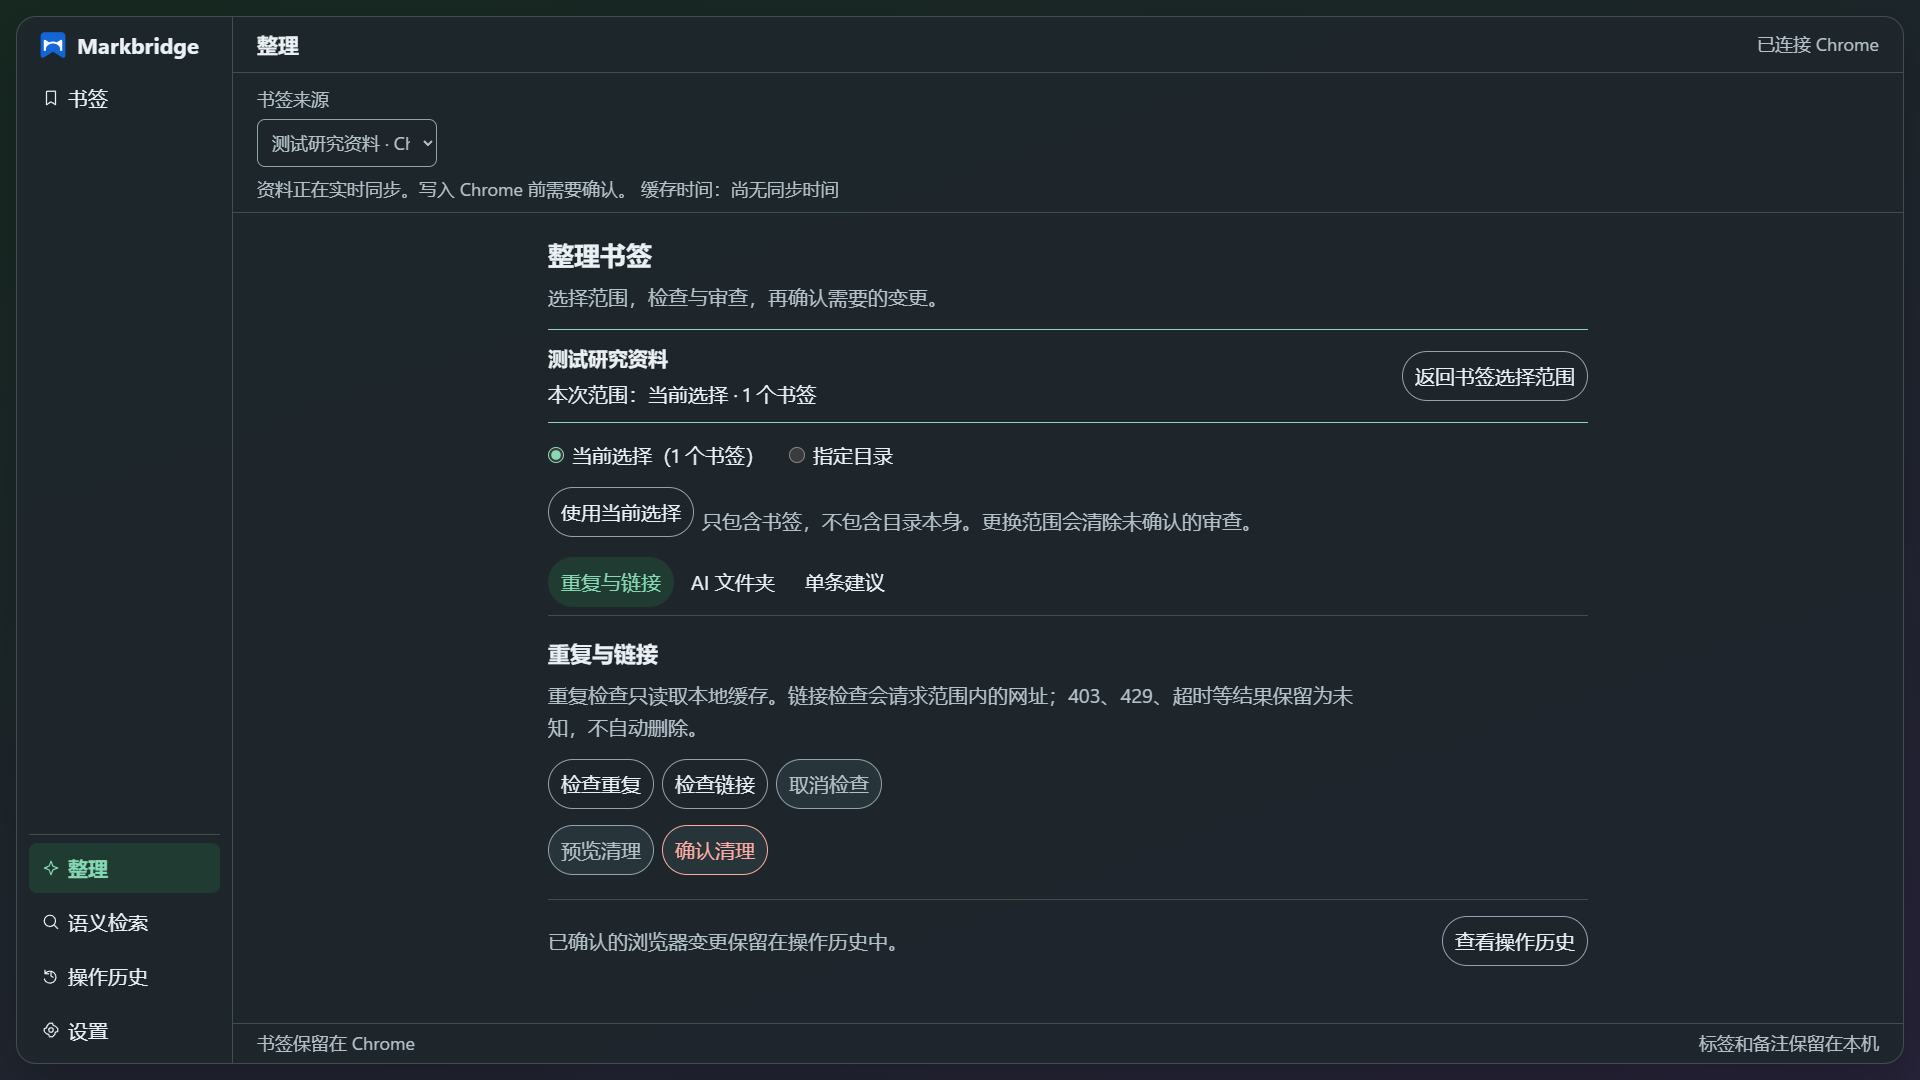 Markbridge
书签
整理
语义检索
操作历史
设置
整理
已连接 Chrome
书签来源
测试研究资料 · Ch
资料正在实时同步。写入 Chrome 前需要确认。 缓存时间：尚无同步时间
整理书签
选择范围，检查与审查，再确认需要的变更。
测试研究资料
本次范围：当前选择 · 1 个书签
返回书签选择范围
当前选择（1 个书签）
指定目录
使用当前选择
只包含书签，不包含目录本身。更换范围会清除未确认的审查。
重复与链接
AI 文件夹
单条建议
重复与链接
重复检查只读取本地缓存。链接检查会请求范围内的网址；403、429、超时等结果保留为未
知，不自动删除。
检查重复
检查链接
取消检查
预览清理
确认清理
已确认的浏览器变更保留在操作历史中。
查看操作历史
书签保留在 Chrome
标签和备注保留在本机